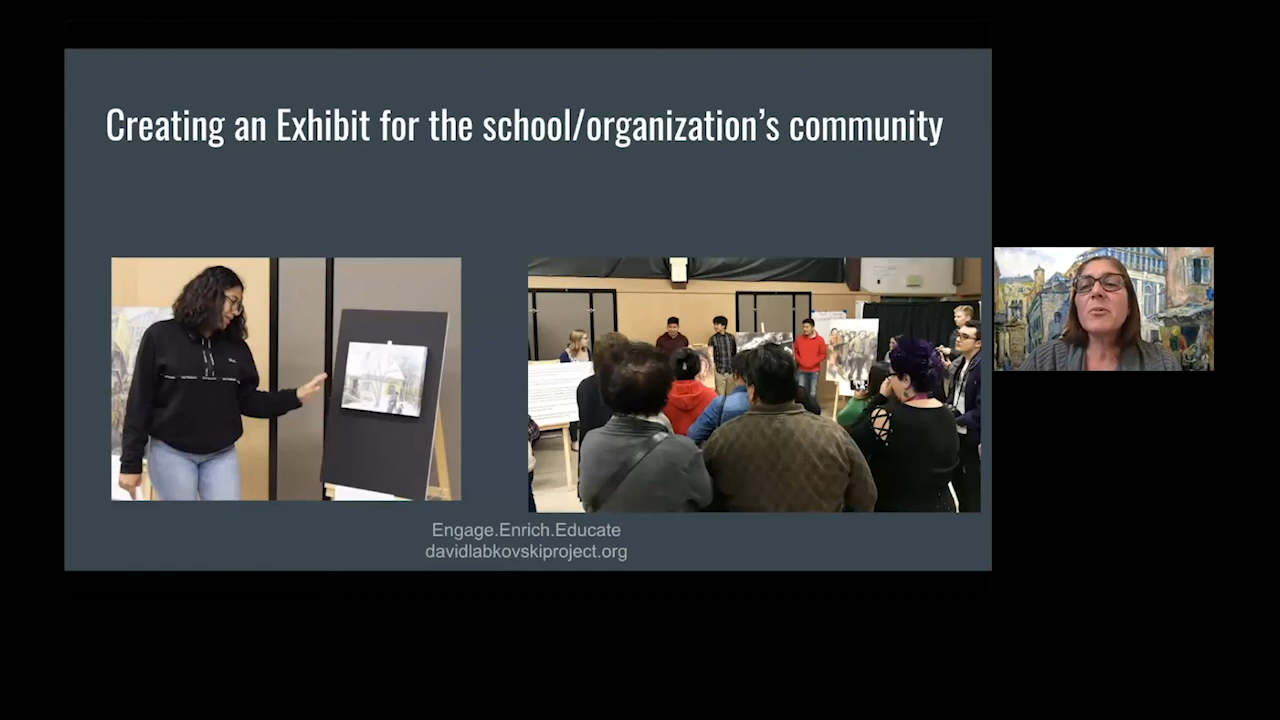 Creating an Exhibit for the school/organization's community
Engage.Enrich.Educate
davidlabkovskiproject.org